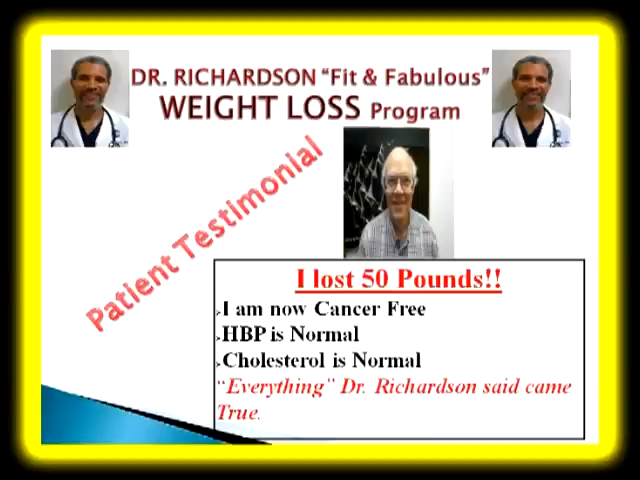 DR. RICHARDSON "Fit & Fabulous"
WEIGHT LOSS Program
Patient Testimonial
I lost 50 Pounds!!
I am now Cancer Free
HBP is Normal
Cholesterol is Normal
"Everything" Dr. Richardson said came
True.